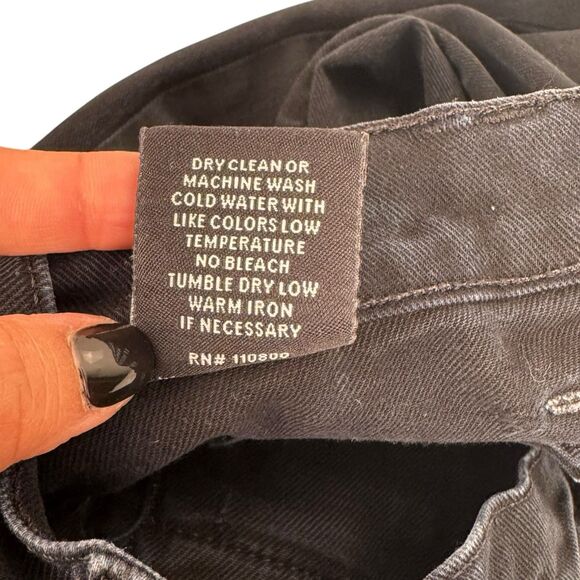 DRY CLEAN OR
MACHINE WASH
COLD WATER WITH
LIKE COLORS LOW
TEMPERATURE
NO BLEACH
TUMBLE DRY LOW
WARM IRON
IF NECESSARY
RN#